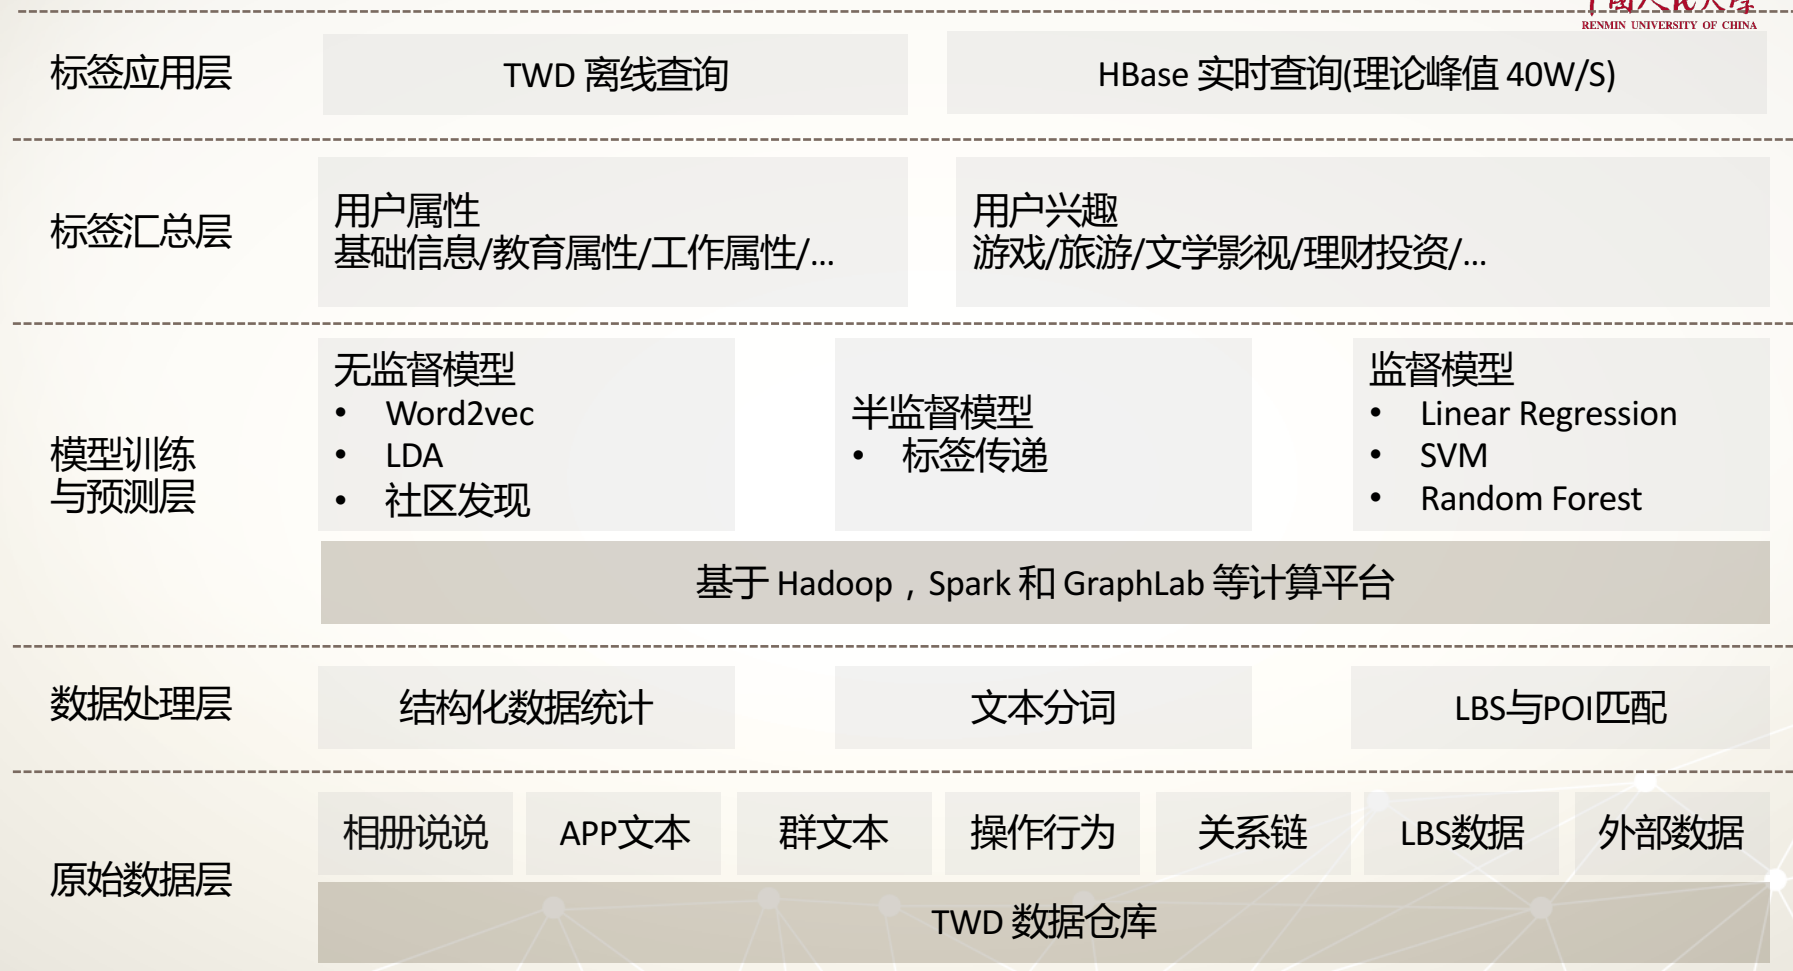 RENMIN UNIVERSITY OF CHINA
标签应用层
TWD 离线查询
HBase 实时查询(理论峰值 40W/S)
标签汇总层
用户属性
基础信息/教育属性/工作属性/...
用户兴趣
游戏/旅游/文学影视/理财投资/...
模型训练
与预测层
无监督模型
• Word2vec
• LDA
• 社区发现
半监督模型
• 标签传递
监督模型
• Linear Regression
• SVM
• Random Forest
基于 Hadoop，Spark 和 GraphLab 等计算平台
数据处理层
结构化数据统计
文本分词
LBS与POI匹配
原始数据层
相册说说
APP文本
群文本
操作行为
关系链
LBS数据
外部数据
TWD 数据仓库